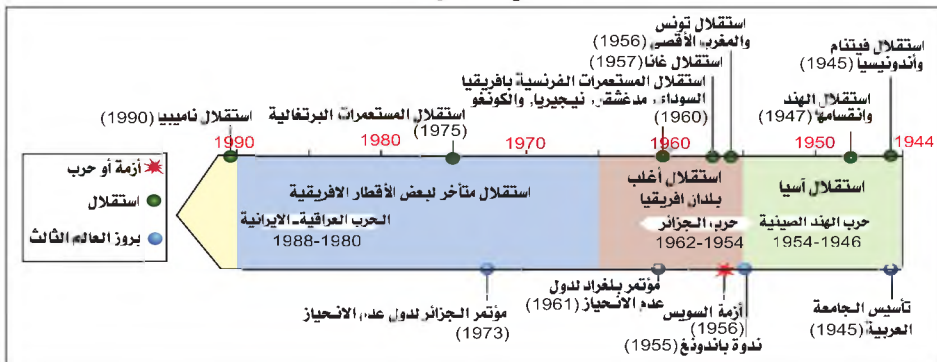 استقلال فيتنام
وأندونيسيا (1945)
استقلال الهند
وانقسامها (1947)
استقلال تونس
والمغرب الأقصى (1956)
استقلال غانا (1957)
استقلال المستعمرات الفرنسية بافريقيا
السودان، مدغشقر، نيجيريا، والكونغو
(1960)
استقلال المستعمرات البرتغالية
(1975)
استقلال ناميبيا (1990)
1944
1950
1960
1970
1980
1990
استقلال آسيا
حرب الهند الصينية
1954-1946
استقلال أغلب
بلدان افريقيا
حرب الجزائر
1962-1954
استقلال متأخر لبعض الأقطار الافريقية
الحرب العراقية-الايرانية
1988-1980
تأسيس الجامعة
العربية (1945)
أزمة السويس
(1956)
ندوة باندونغ (1955)
مؤتمر بلغراد لدول
عدم الانحياز (1961)
مؤتمر الجزائر لدول عدم الانحياز
(1973)
أزمة أو حرب
استقلال
بروز العالم الثالث